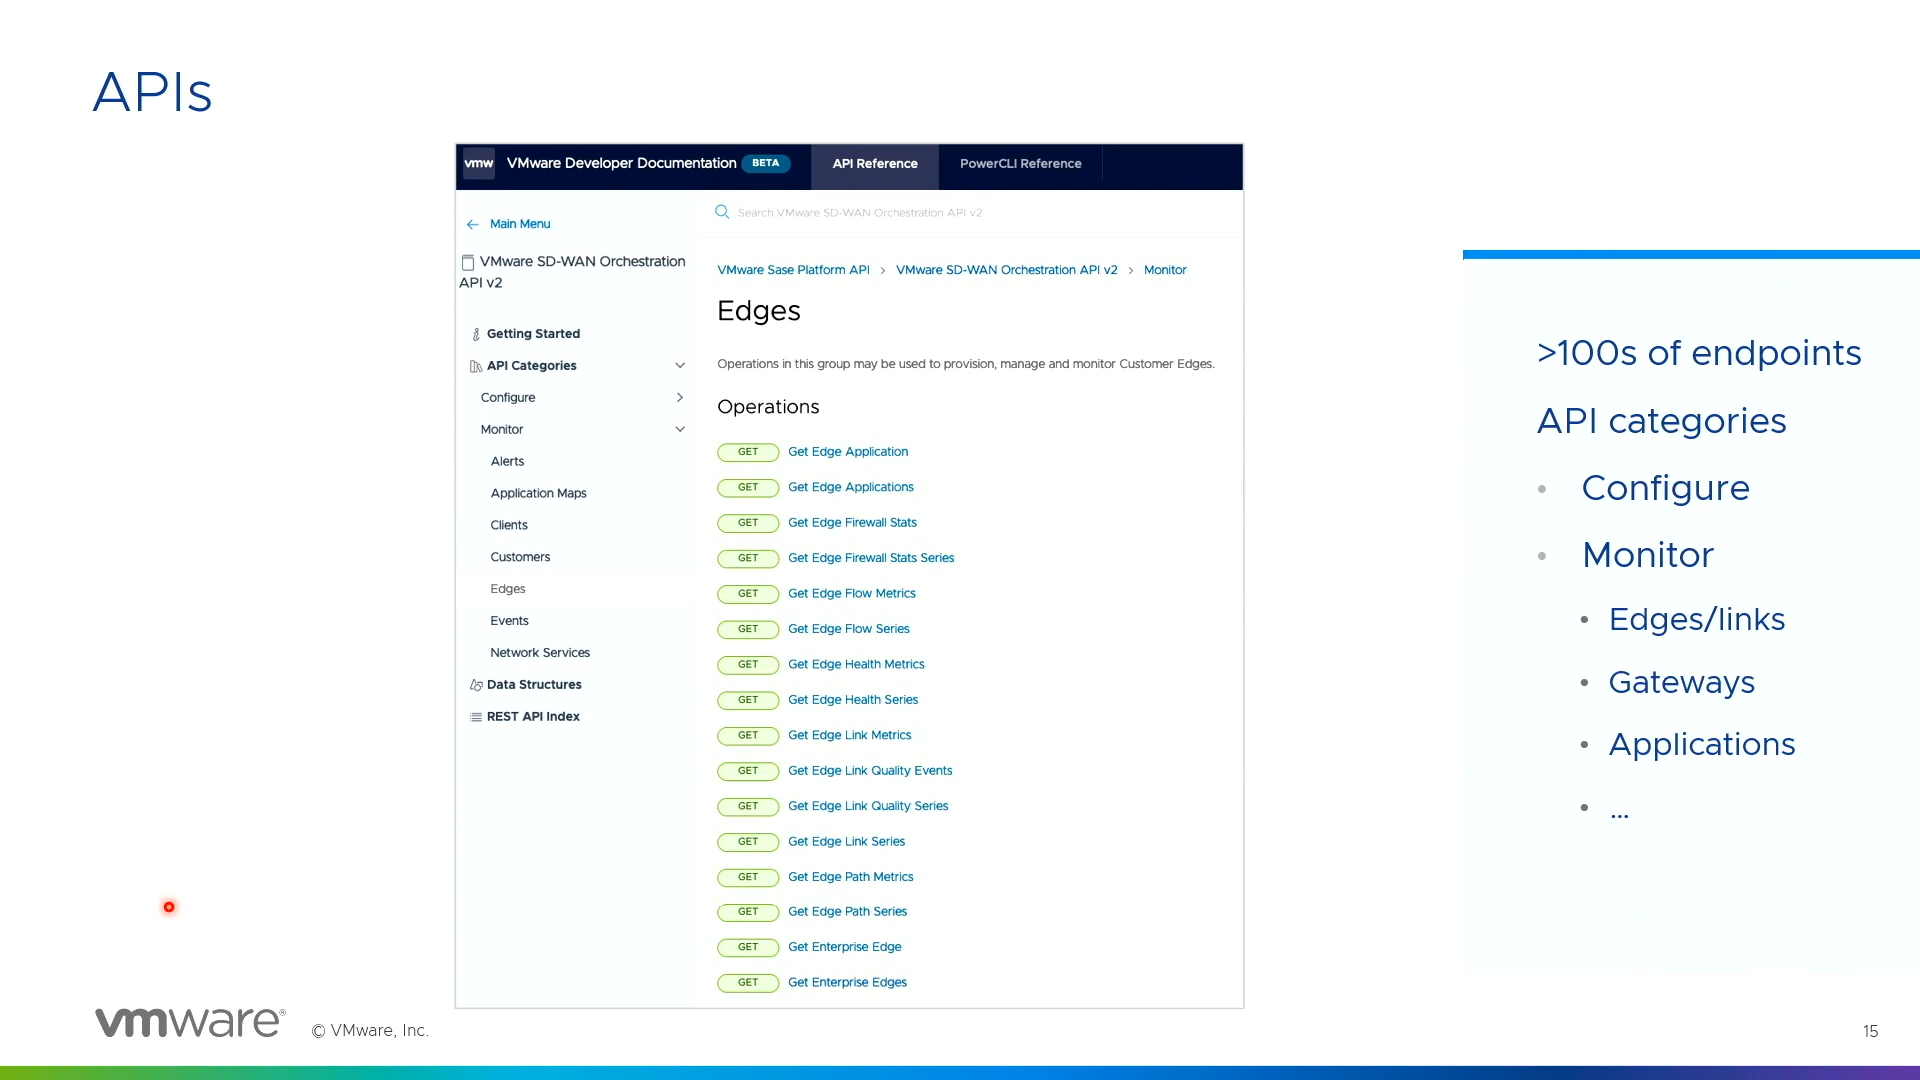 APIs
vmw VMware Developer Documentation BETA API Reference PowerCLI Reference
Main Menu
VMware SD-WAN Orchestration
API v2
Getting Started
API Categories
Configure
Monitor
Alerts
Application Maps
Clients
Customers
Edges
Events
Network Services
Data Structures
REST API Index
Search VMware SD-WAN Orchestration API v2
VMware Sase Platform API > VMware SD-WAN Orchestration API v2 > Monitor
Edges
Operations in this group may be used to provision, manage and monitor Customer Edges.
Operations
GET Get Edge Application
GET Get Edge Applications
GET Get Edge Firewall Stats
GET Get Edge Firewall Stats Series
GET Get Edge Flow Metrics
GET Get Edge Flow Series
GET Get Edge Health Metrics
GET Get Edge Health Series
GET Get Edge Link Metrics
GET Get Edge Link Quality Events
GET Get Edge Link Quality Series
GET Get Edge Link Series
GET Get Edge Path Metrics
GET Get Edge Path Series
GET Get Enterprise Edge
GET Get Enterprise Edges
>100s of endpoints
API categories
• Configure
• Monitor
• Edges/links
• Gateways
• Applications
• ...
vmware® © VMware, Inc.
15